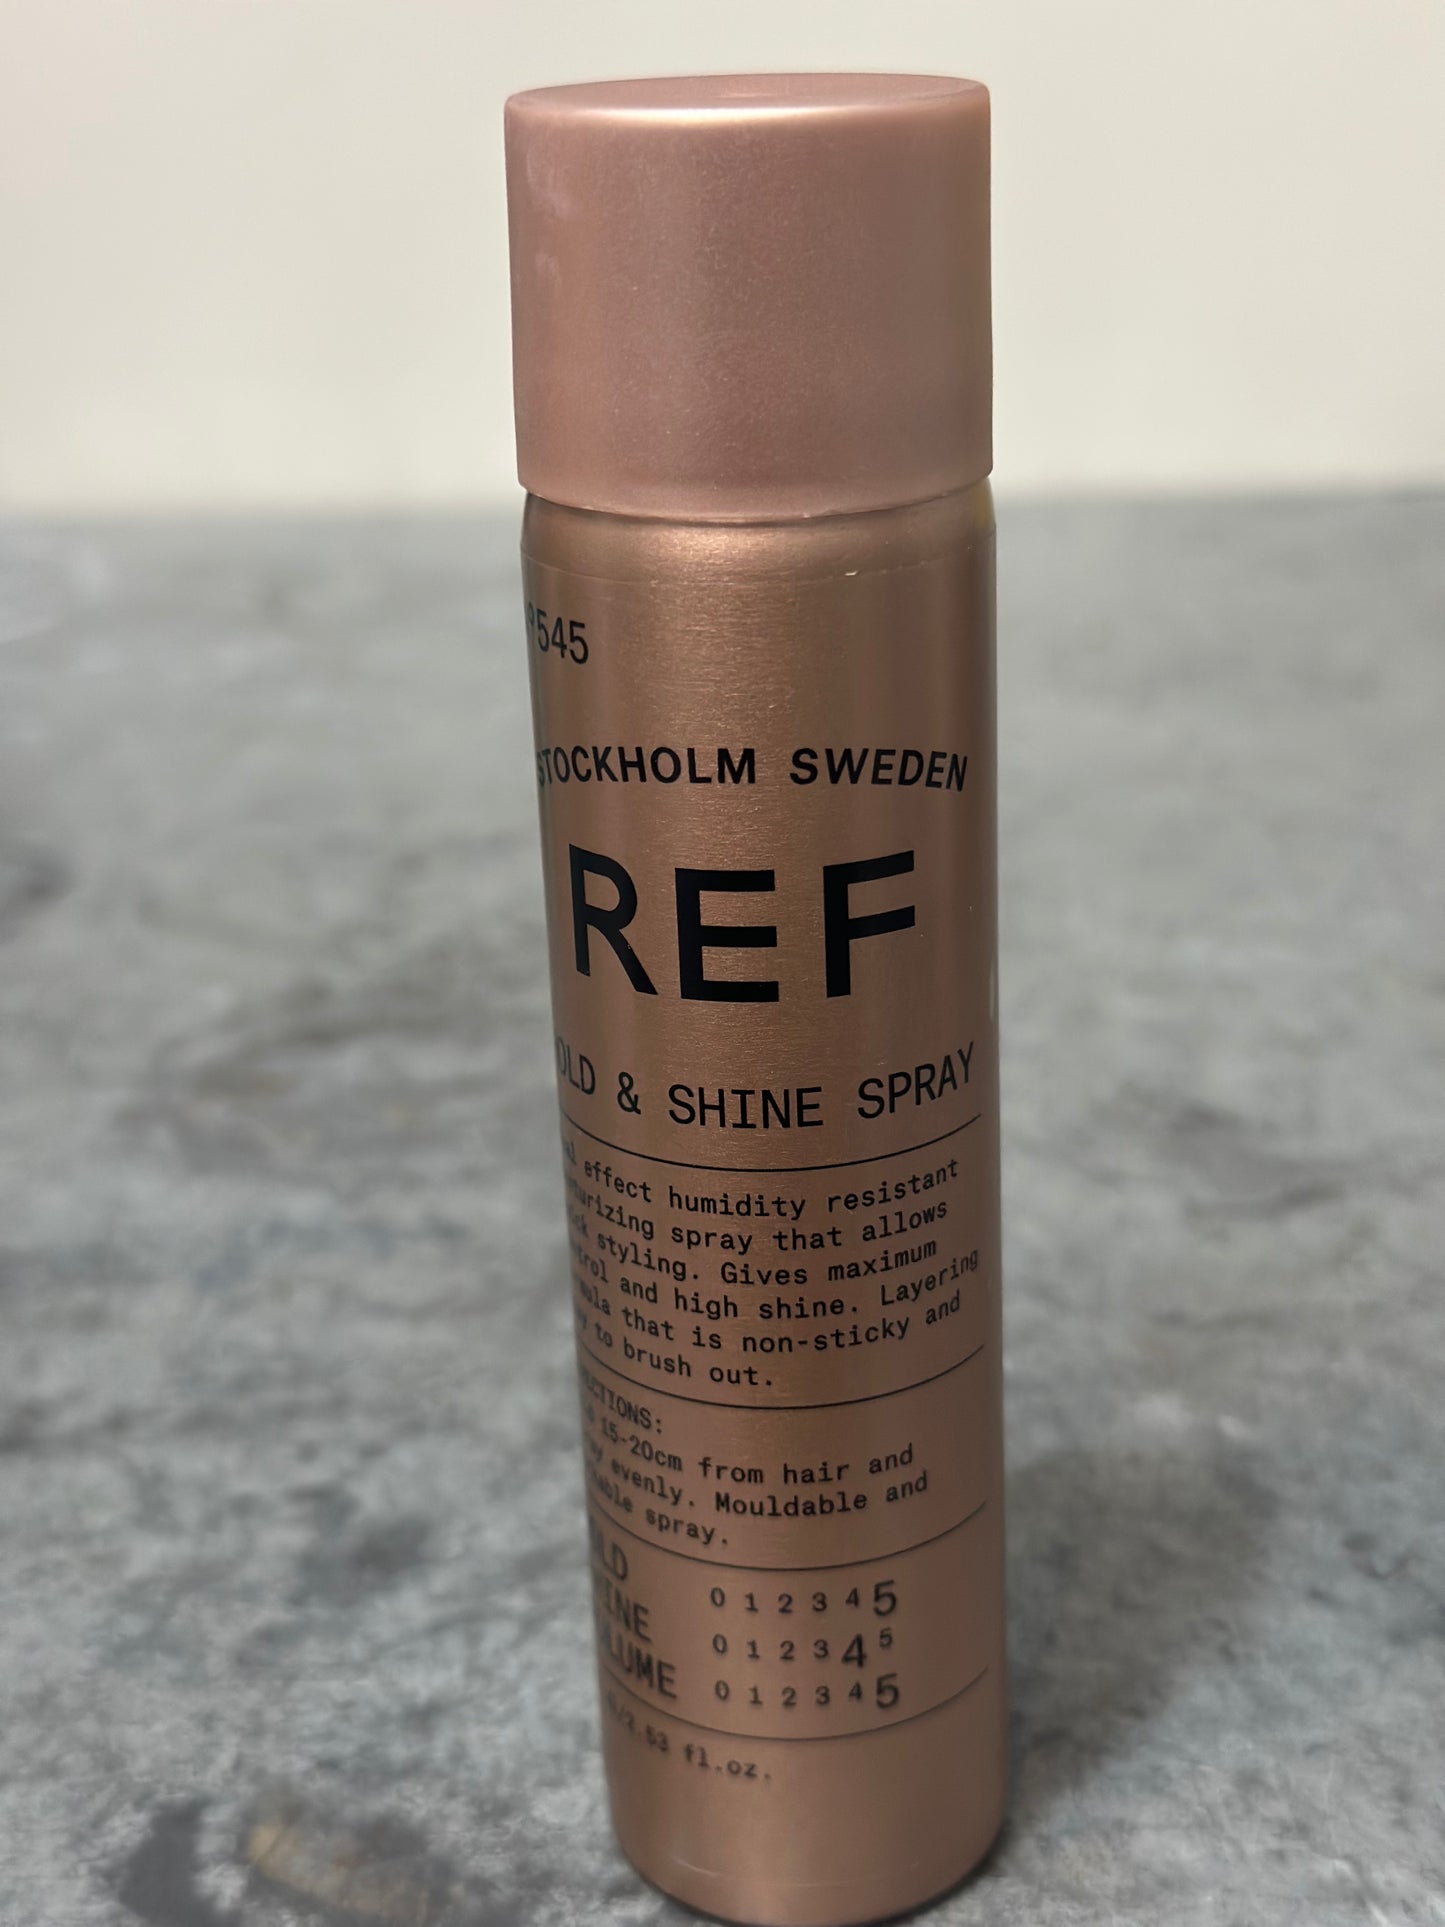 °545
STOCKHOLM SWEDEN
REF
OLD & SHINE SPRAY
effect humidity resistant
spray that allows
styling. Gives maximum
and high shine. Layering
that is non-sticky and
to brush out.
15-20cm from hair and
evenly. Mouldable and
spray.
0 1 2 3 4 5
0 1 2 3 4 5
0 1 2 3 4 5
fl.oz.